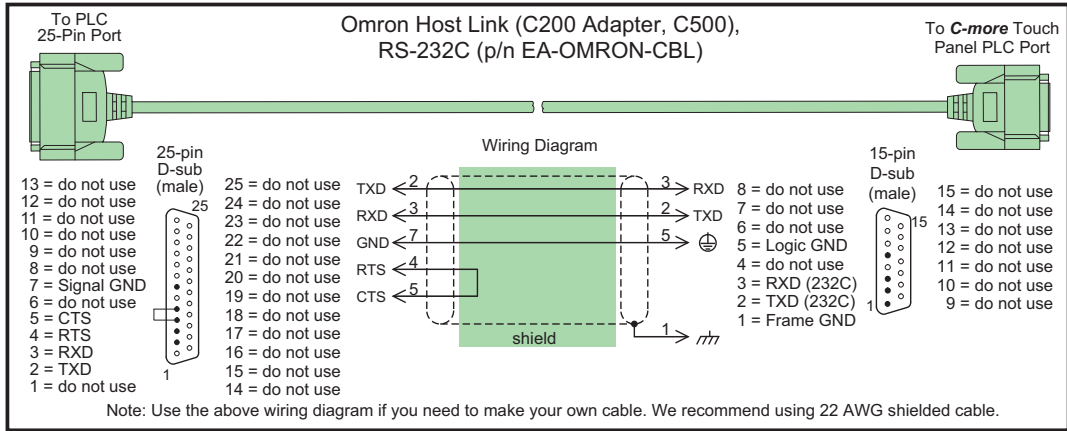 To PLC
25-Pin Port
Omron Host Link (C200 Adapter, C500),
RS-232C (p/n EA-OMRON-CBL)
To C-more Touch
Panel PLC Port
Wiring Diagram
25-pin
D-sub
(male)
25
1
13 = do not use
12 = do not use
11 = do not use
10 = do not use
9 = do not use
8 = do not use
7 = Signal GND
6 = do not use
5 = CTS
4 = RTS
3 = RXD
2 = TXD
1 = do not use
25 = do not use
24 = do not use
23 = do not use
22 = do not use
21 = do not use
20 = do not use
19 = do not use
18 = do not use
17 = do not use
16 = do not use
15 = do not use
14 = do not use
TXD 2 3 RXD
RXD 3 2 TXD
GND 7 5
RTS 4
CTS 5
shield
1
8 = do not use
7 = do not use
6 = do not use
5 = Logic GND
4 = do not use
3 = RXD (232C)
2 = TXD (232C)
1 = Frame GND
15-pin
D-sub
(male)
15
1
15 = do not use
14 = do not use
13 = do not use
12 = do not use
11 = do not use
10 = do not use
9 = do not use
Note: Use the above wiring diagram if you need to make your own cable. We recommend using 22 AWG shielded cable.